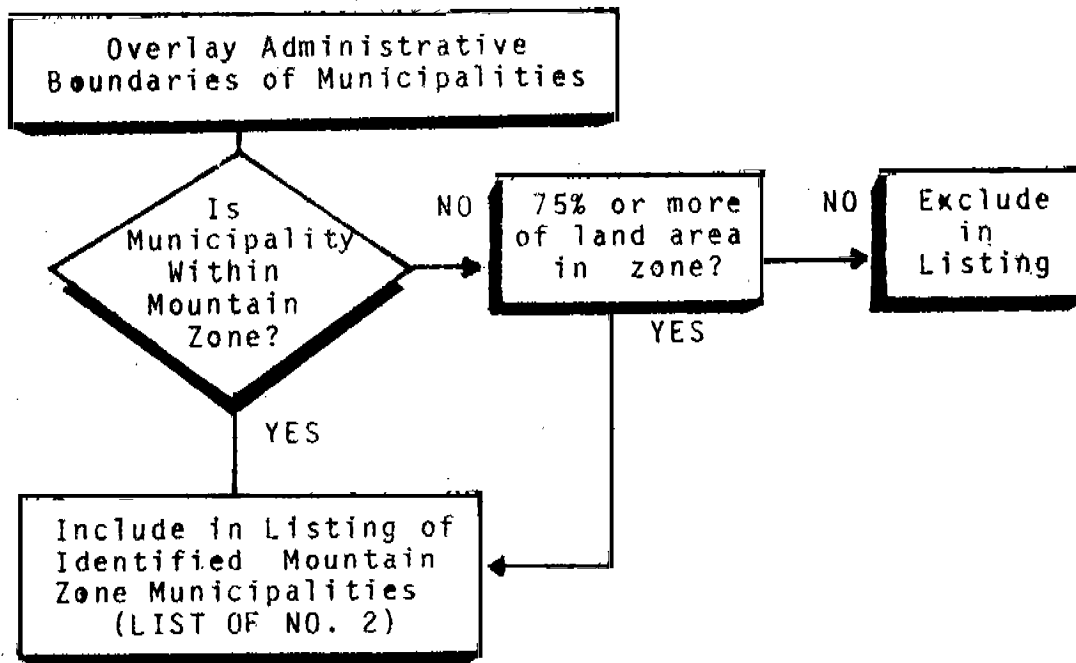 Overlay Administrative
Boundaries of Municipalities
Is
Municipality
Within
Mountain
Zone?
NO
75% or more
of land area
in zone?
NO
Exclude
in
Listing
YES
YES
Include in Listing of
Identified Mountain
Zone Municipalities
(LIST OF NO. 2)